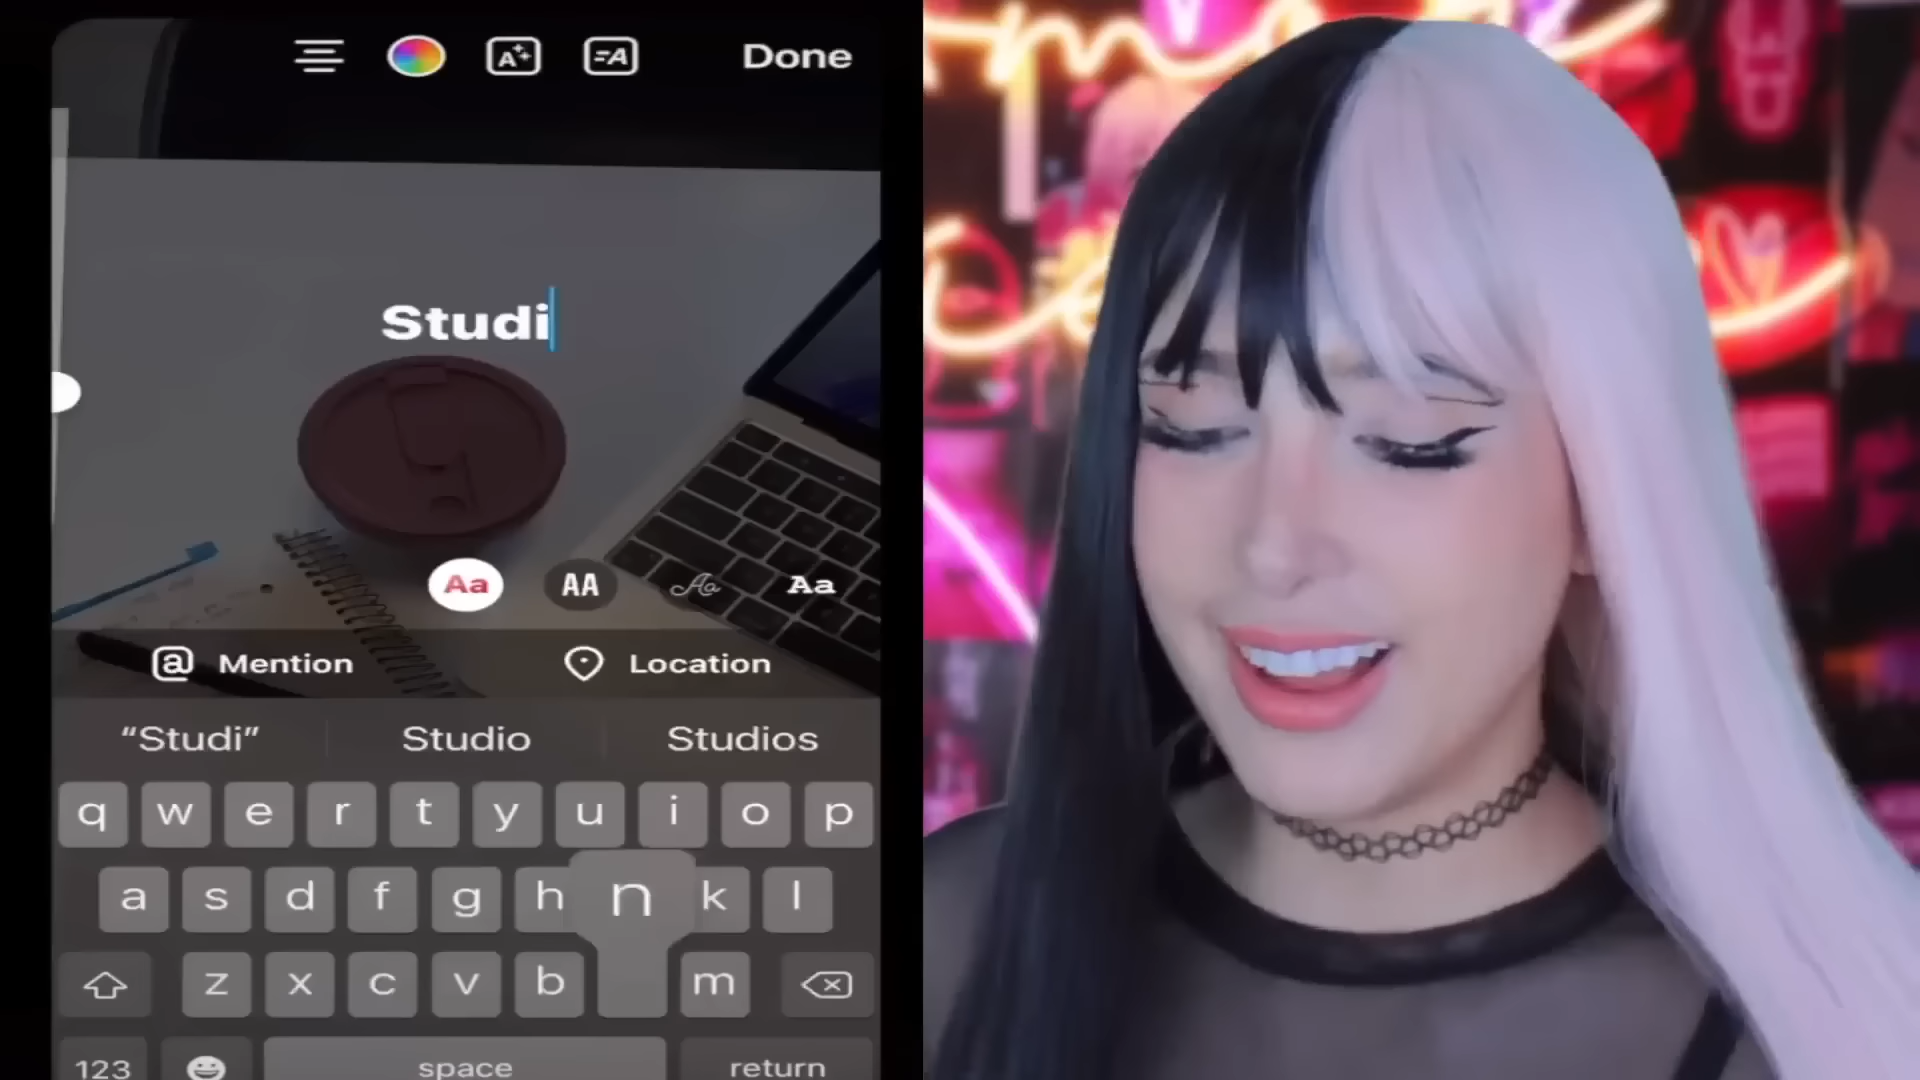 Done
Studi
Aa AA Aa Aa
Mention Location
“Studi” Studio Studios
q w e r t y u i o p
a s d f g h n k l
z x c v b m
123 space return